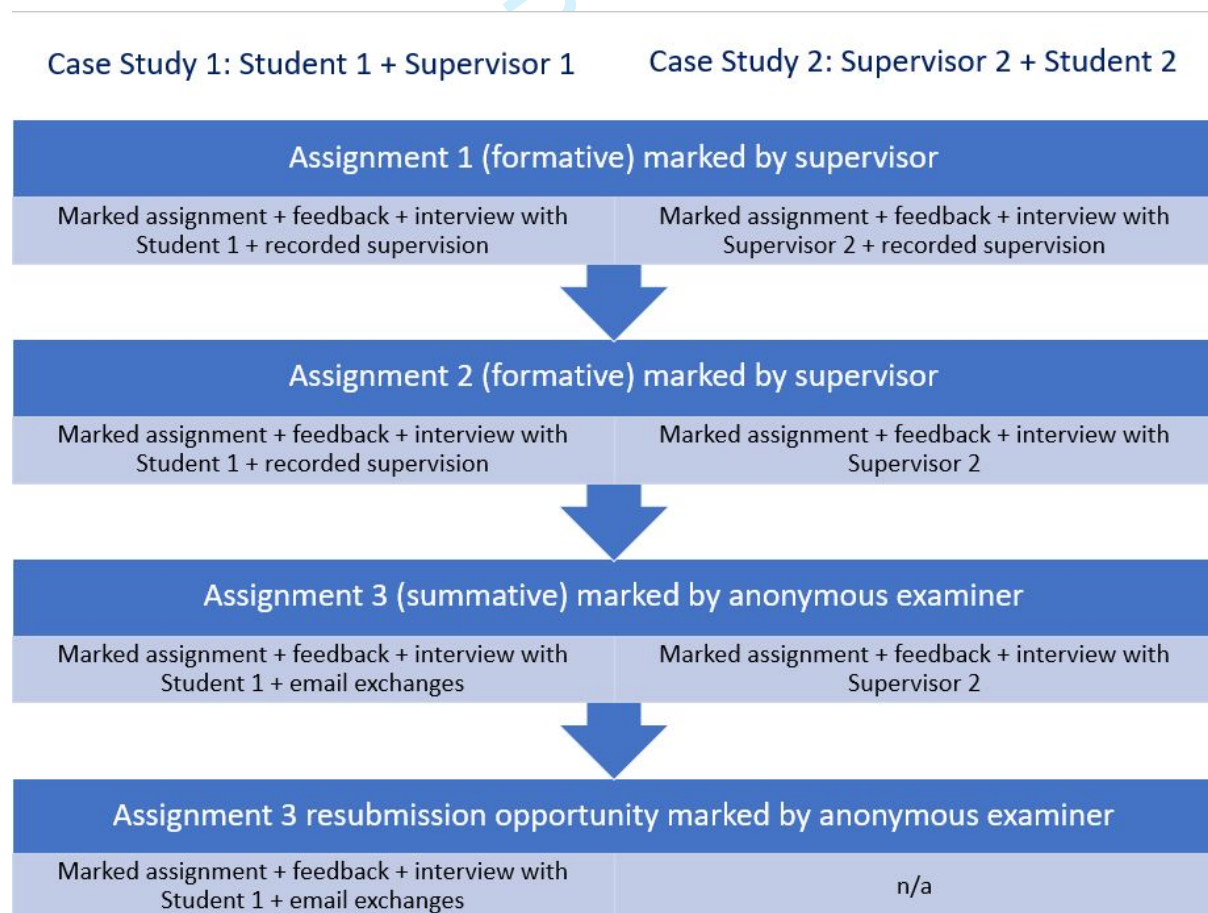 Case Study 1: Student 1 + Supervisor 1
Case Study 2: Supervisor 2 + Student 2
Assignment 1 (formative) marked by supervisor
Marked assignment + feedback + interview with
Student 1 + recorded supervision
Marked assignment + feedback + interview with
Supervisor 2 + recorded supervision
Assignment 2 (formative) marked by supervisor
Marked assignment + feedback + interview with
Student 1 + recorded supervision
Marked assignment + feedback + interview with
Supervisor 2
Assignment 3 (summative) marked by anonymous examiner
Marked assignment + feedback + interview with
Student 1 + email exchanges
Marked assignment + feedback + interview with
Supervisor 2
Assignment 3 resubmission opportunity marked by anonymous examiner
Marked assignment + feedback + interview with
Student 1 + email exchanges
n/a